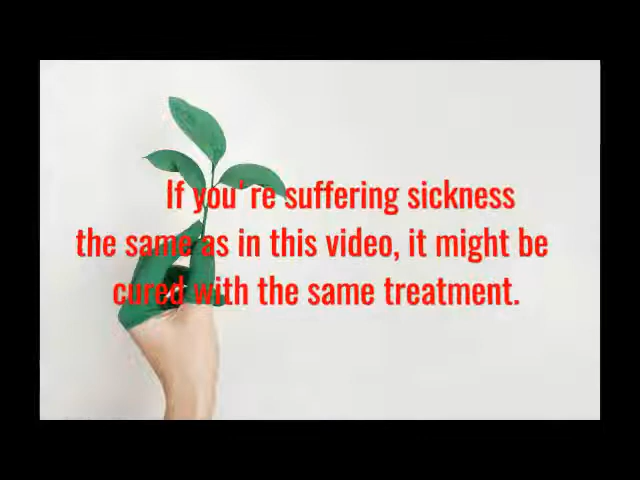 If you're suffering sickness
the same as in this video, it might be
cured with the same treatment.